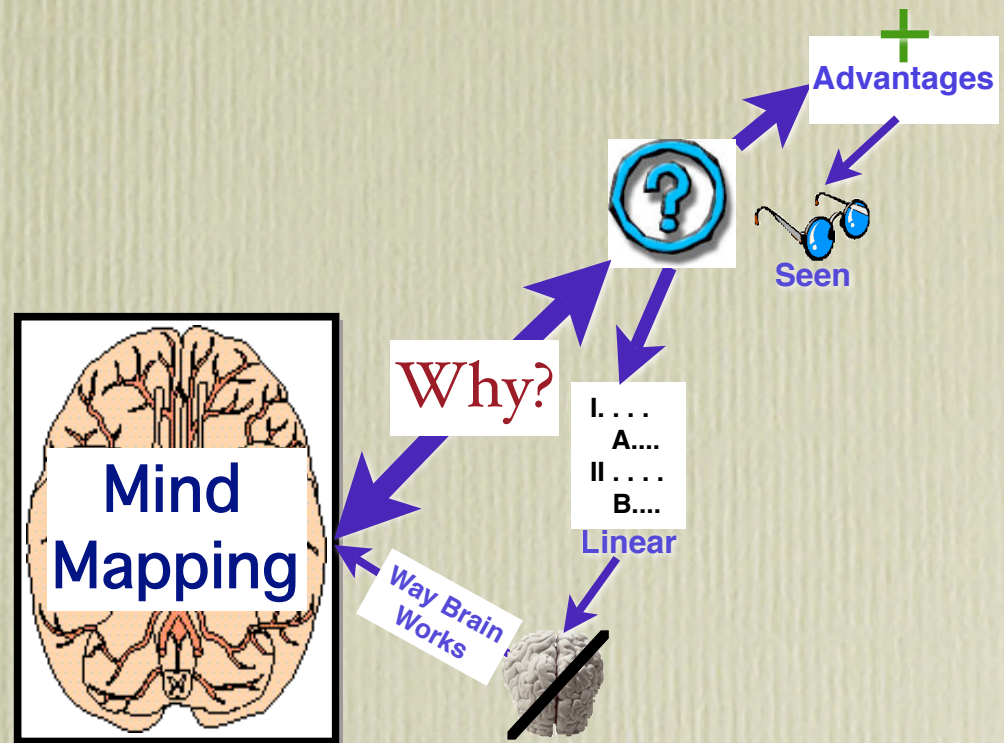 Advantages
?
Seen
Why?
I. . . .
A....
II . . . .
B....
Linear
Mind
Mapping
Way Brain
Works